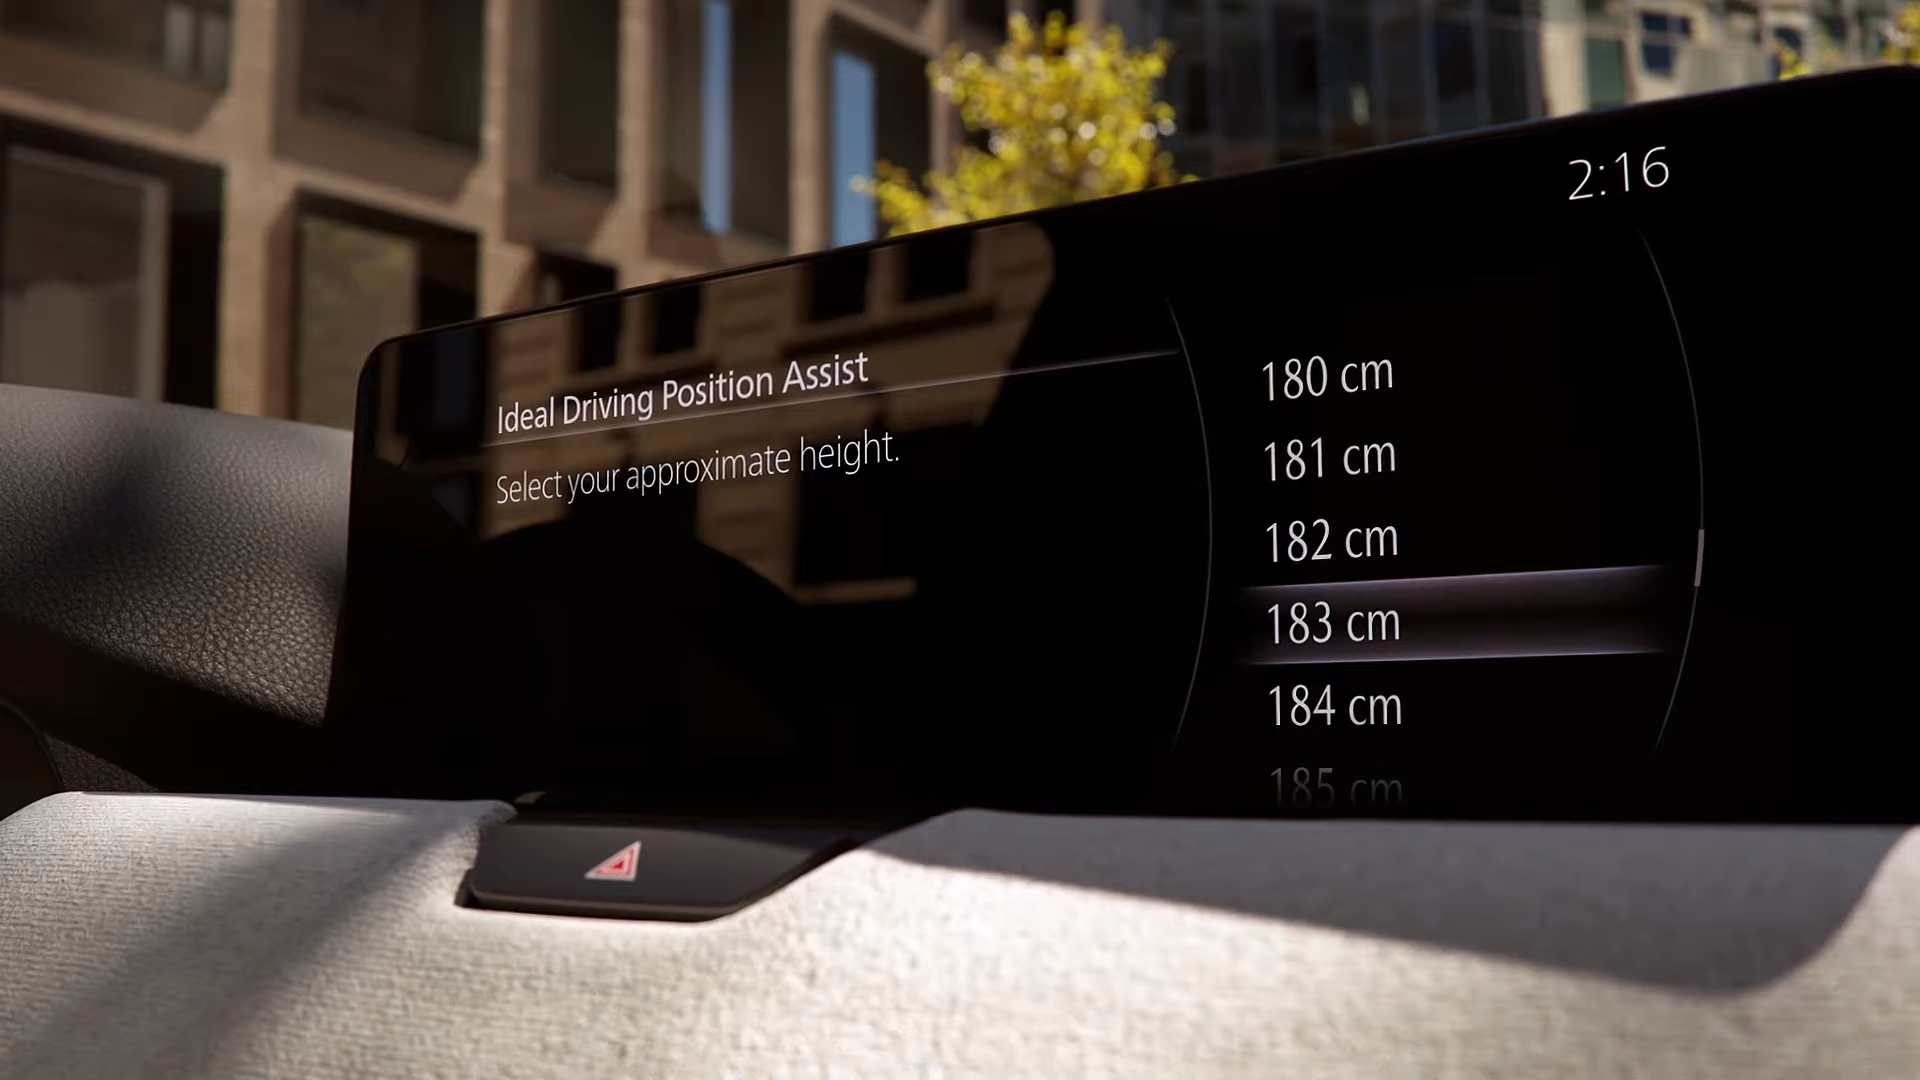 2:16
Ideal Driving Position Assist
Select your approximate height.
180 cm
181 cm
182 cm
183 cm
184 cm
185 cm